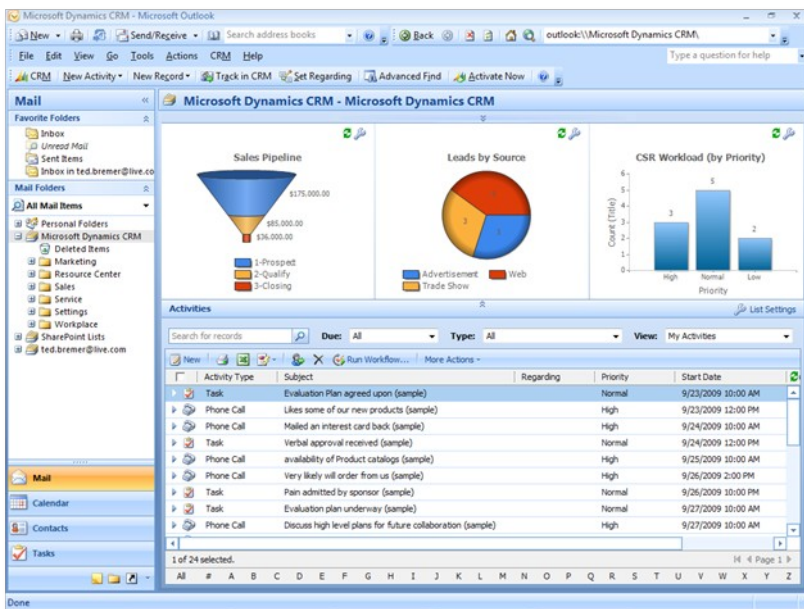 Microsoft Dynamics CRM - Microsoft Outlook
New Send/Receive Search address books Back outlook:\\Microsoft Dynamics CRM\
File Edit View Go Tools Actions CRM Help Type a question for help
CRM New Activity New Record Track in CRM Set Regarding Advanced Find Activate Now
Mail
Favorite Folders
Inbox
Unread Mail
Sent Items
Inbox in ted.bremer@live.co
Mail Folders
All Mail Items
Personal Folders
Microsoft Dynamics CRM
Deleted Items
Marketing
Resource Center
Sales
Service
Settings
Workplace
SharePoint Lists
ted.bremer@live.com
Mail
Calendar
Contacts
Tasks
Microsoft Dynamics CRM - Microsoft Dynamics CRM
Sales Pipeline
$175.000.00
$85.000.00
$36.000.00
1-Prospect
2-Qualify
3-Closing
Leads by Source
3
Advertisement Web
Trade Show
CSR Workload (by Priority)
Count (Title)
6
5
4
3
2
1
0
3
5
2
High Normal Low
Priority
Activities List Settings
Search for records Due: All Type: All View: My Activities
New Run Workflow... More Actions
Activity Type Subject Regarding Priority Start Date
Task Evaluation Plan agreed upon (sample) Normal 9/23/2009 10:00 AM
Phone Call Likes some of our new products (sample) High 9/23/2009 12:00 PM
Phone Call Mailed an interest card back (sample) High 9/24/2009 10:00 AM
Task Verbal approval received (sample) Normal 9/24/2009 12:00 PM
Phone Call availability of Product catalogs (sample) High 9/25/2009 10:00 AM
Phone Call Very likely will order from us (sample) High 9/26/2009 2:00 PM
Task Pain admitted by sponsor (sample) Normal 9/26/2009 10:00 PM
Task Evaluation plan underway (sample) Normal 9/27/2009 10:00 AM
Phone Call Discuss high level plans for future collaboration (sample) High 9/27/2009 10:00 AM
1 of 24 selected. Page 1
All # A B C D E F G H I J K L M N O P Q R S T U V W X Y Z
Done